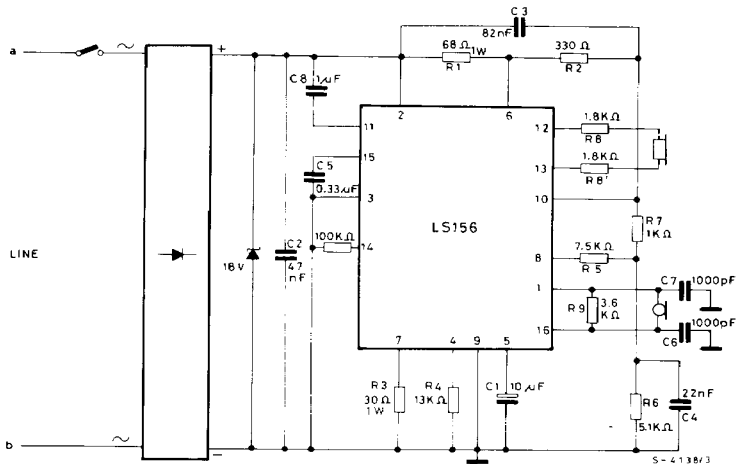 C 3
82nF
a
~
+
68Ω 1W
R1
330 Ω
R2
C8 1µF
2
6
11
12
1.8KΩ
R8
15
C5
0.33µF
13
1.8KΩ
R8'
3
10
LS156
R7
1KΩ
LINE
18V
C2
47
nF
100KΩ
14
8
7.5KΩ
R5
1
C7
1000pF
R9
3.6
KΩ
16
1000pF
C6
7
4
9
5
R3
30Ω
1W
R4
13KΩ
C1
10µF
R6
5.1KΩ
22nF
C4
b
~
-
S-4138/3